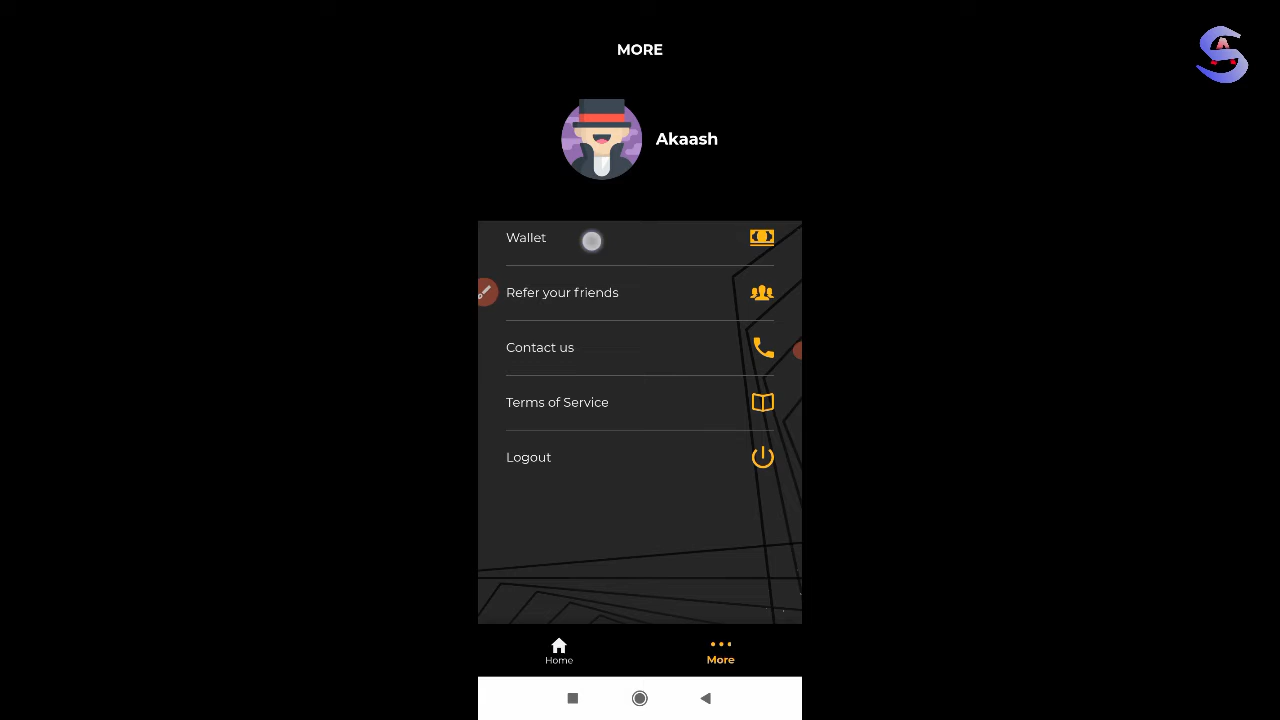 MORE
Akaash
Wallet
Refer your friends
Contact us
Terms of Service
Logout
Home
More